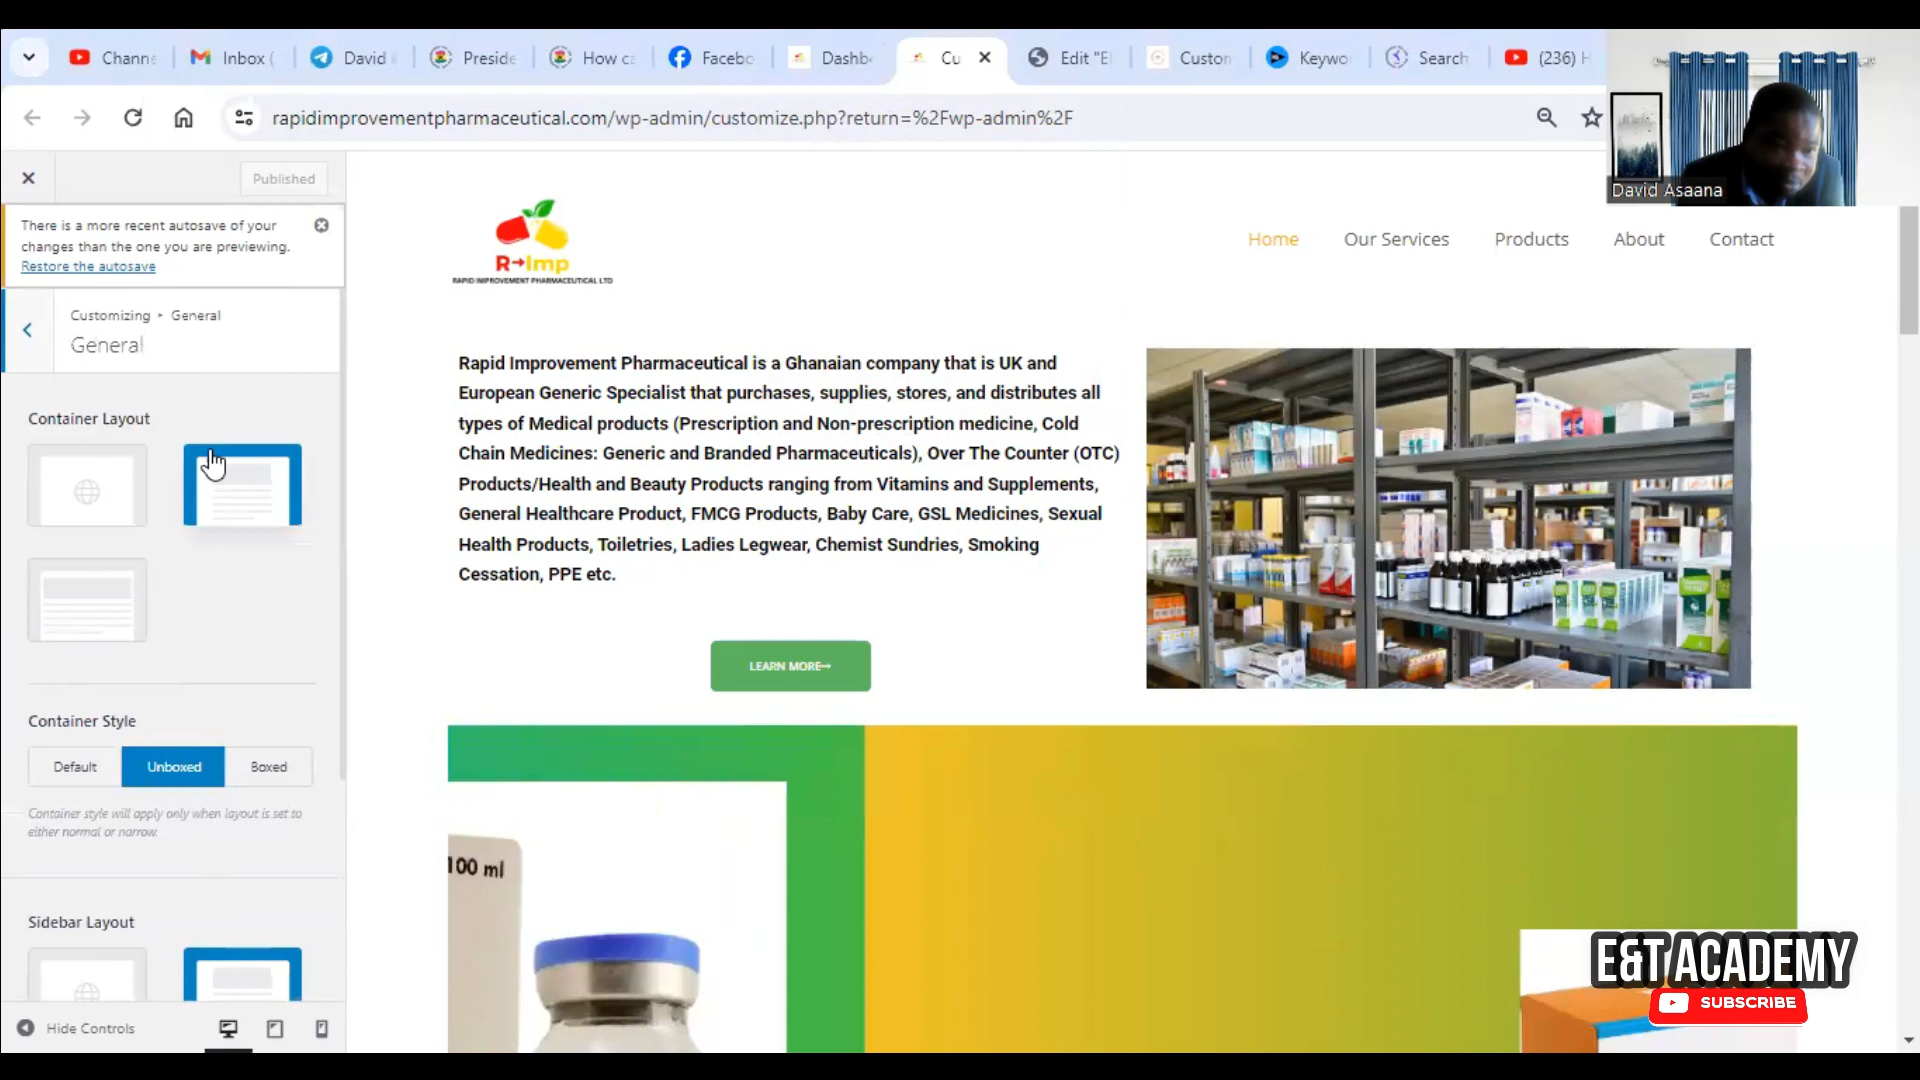 Channe
Inbox (
David
Preside
How ca
Facebo
Dashb
Cu
Edit "E
Custon
Keywo
Search
(236) H
rapidimprovementpharmaceutical.com/wp-admin/customize.php?return=%2Fwp-admin%2F
David Asaana
Published
There is a more recent autosave of your
changes than the one you are previewing.
Restore the autosave
Customizing ▸ General
General
Container Layout
Container Style
Default
Unboxed
Boxed
Container style will apply only when layout is set to
either normal or narrow.
Sidebar Layout
Hide Controls
R→Imp
RAPID IMPROVEMENT PHARMACEUTICAL LTD
Home
Our Services
Products
About
Contact
Rapid Improvement Pharmaceutical is a Ghanaian company that is UK and
European Generic Specialist that purchases, supplies, stores, and distributes all
types of Medical products (Prescription and Non-prescription medicine, Cold
Chain Medicines: Generic and Branded Pharmaceuticals), Over The Counter (OTC)
Products/Health and Beauty Products ranging from Vitamins and Supplements,
General Healthcare Product, FMCG Products, Baby Care, GSL Medicines, Sexual
Health Products, Toiletries, Ladies Legwear, Chemist Sundries, Smoking
Cessation, PPE etc.
LEARN MORE→
100 ml
E&T ACADEMY
SUBSCRIBE